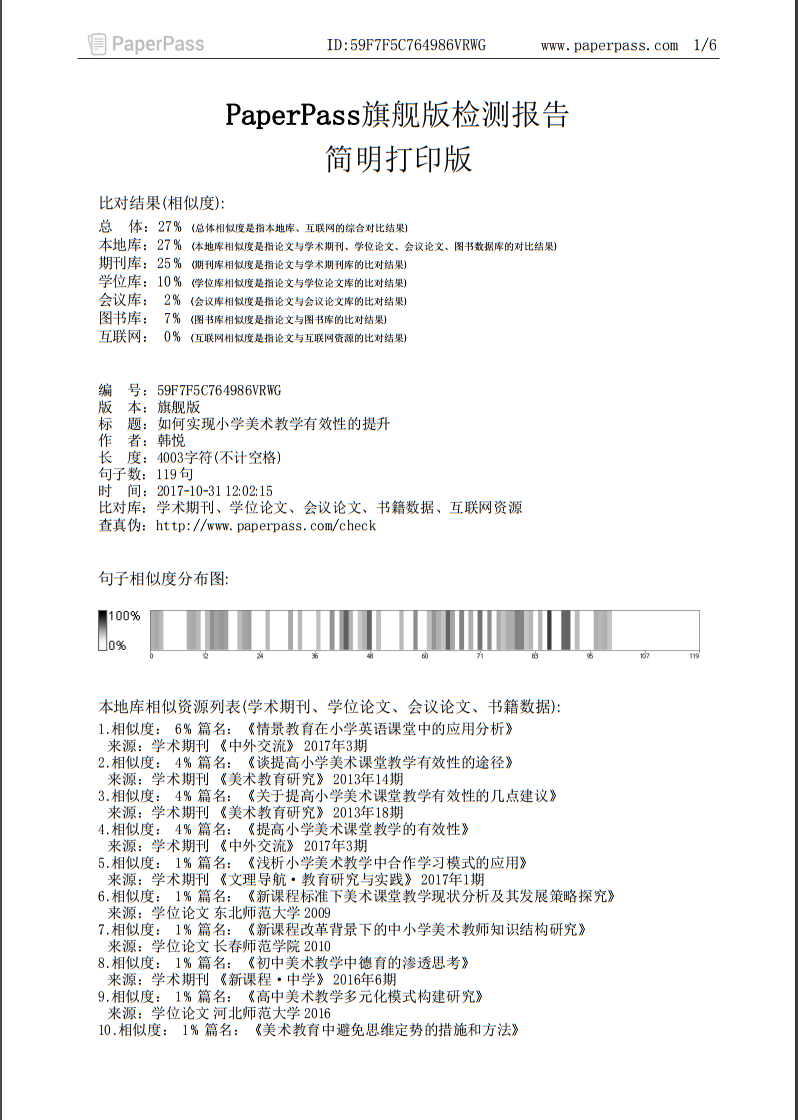 PaperPass ID:59F7F5C764986VRWG www.paperpass.com 1/6
PaperPass旗舰版检测报告
简明打印版
比对结果(相似度):
总 体: 27% (总体相似度是指本地库、互联网的综合对比结果)
本地库: 27% (本地库相似度是指论文与学术期刊、学位论文、会议论文、图书数据库的对比结果)
期刊库: 25% (期刊库相似度是指论文与学术期刊库的比对结果)
学位库: 10% (学位库相似度是指论文与学位论文库的比对结果)
会议库: 2% (会议库相似度是指论文与会议论文库的比对结果)
图书库: 7% (图书库相似度是指论文与图书库的比对结果)
互联网: 0% (互联网相似度是指论文与互联网资源的比对结果)
编 号: 59F7F5C764986VRWG
版 本: 旗舰版
标 题: 如何实现小学美术教学有效性的提升
作 者: 韩悦
长 度: 4003字符(不计空格)
句子数: 119句
时 间: 2017-10-31 12:02:15
比对库: 学术期刊、学位论文、会议论文、书籍数据、互联网资源
查真伪: http://www.paperpass.com/check
句子相似度分布图:
100%
0%
0 12 24 36 48 60 71 83 95 107 119
本地库相似资源列表(学术期刊、学位论文、会议论文、书籍数据):
1.相似度: 6% 篇名: 《情景教育在小学英语课堂中的应用分析》
来源: 学术期刊 《中外交流》 2017年3期
2.相似度: 4% 篇名: 《谈提高小学美术课堂教学有效性的途径》
来源: 学术期刊 《美术教育研究》 2013年14期
3.相似度: 4% 篇名: 《关于提高小学美术课堂教学有效性的几点建议》
来源: 学术期刊 《美术教育研究》 2013年18期
4.相似度: 4% 篇名: 《提高小学美术课堂教学的有效性》
来源: 学术期刊 《中外交流》 2017年3期
5.相似度: 1% 篇名: 《浅析小学美术教学中合作学习模式的应用》
来源: 学术期刊 《文理导航·教育研究与实践》 2017年1期
6.相似度: 1% 篇名: 《新课程标准下美术课堂教学现状分析及其发展策略探究》
来源: 学位论文 东北师范大学 2009
7.相似度: 1% 篇名: 《新课程改革背景下的中小学美术教师知识结构研究》
来源: 学位论文 长春师范学院 2010
8.相似度: 1% 篇名: 《初中美术教学中德育的渗透思考》
来源: 学术期刊 《新课程·中学》 2016年6期
9.相似度: 1% 篇名: 《高中美术教学多元化模式构建研究》
来源: 学位论文 河北师范大学 2016
10.相似度: 1% 篇名: 《美术教育中避免思维定势的措施和方法》